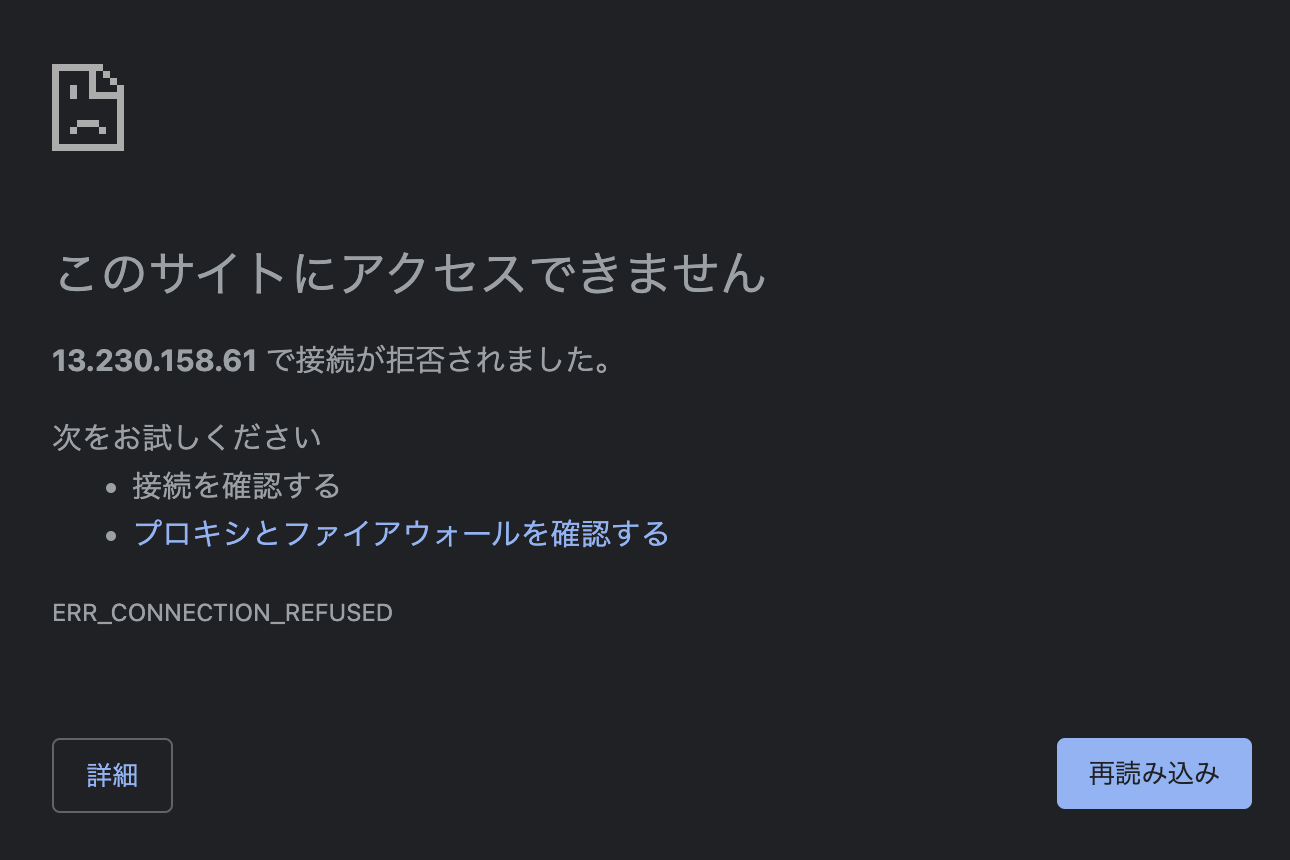 このサイトにアクセスできません
13.230.158.61 で接続が拒否されました。
次をお試しください
• 接続を確認する
• プロキシとファイアウォールを確認する
ERR_CONNECTION_REFUSED
詳細
再読み込み